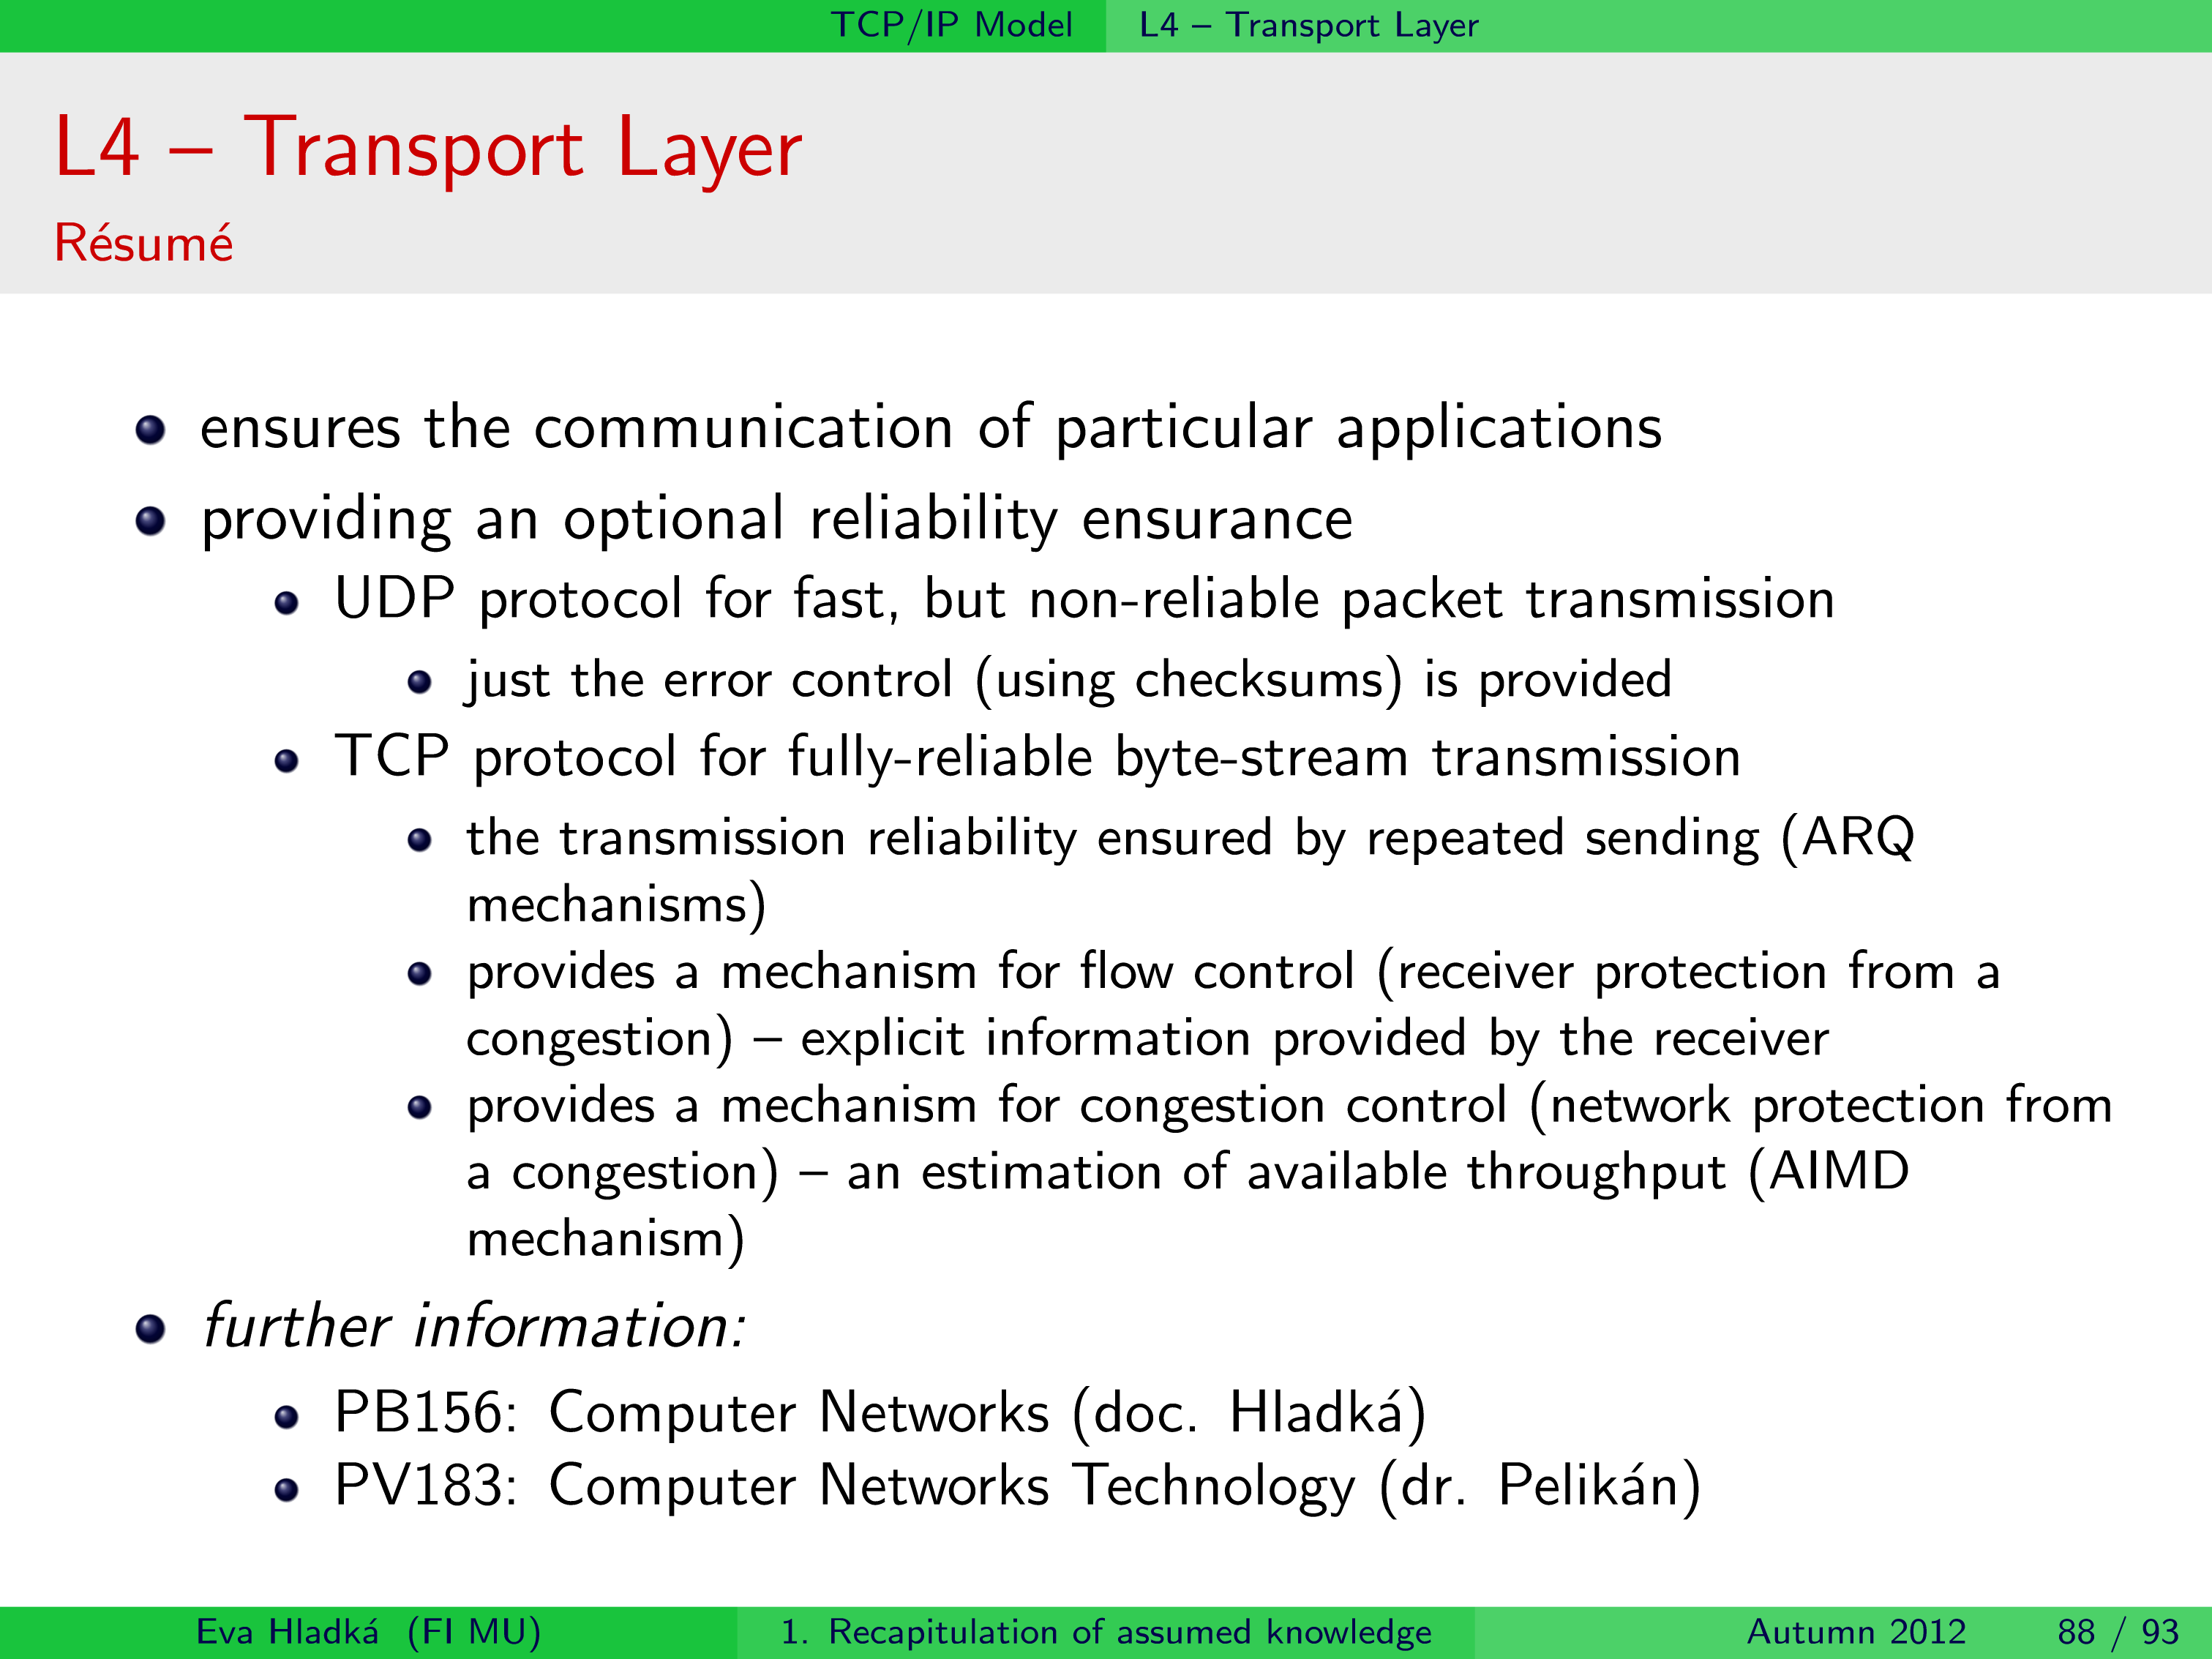 TCP/IP Model L4 – Transport Layer
L4 – Transport Layer
Résumé
ensures the communication of particular applications
providing an optional reliability ensurance
UDP protocol for fast, but non-reliable packet transmission
just the error control (using checksums) is provided
TCP protocol for fully-reliable byte-stream transmission
the transmission reliability ensured by repeated sending (ARQ
mechanisms)
provides a mechanism for flow control (receiver protection from a
congestion) – explicit information provided by the receiver
provides a mechanism for congestion control (network protection from
a congestion) – an estimation of available throughput (AIMD
mechanism)
further information:
PB156: Computer Networks (doc. Hladká)
PV183: Computer Networks Technology (dr. Pelikán)
Eva Hladká (FI MU) 1. Recapitulation of assumed knowledge Autumn 2012 88 / 93